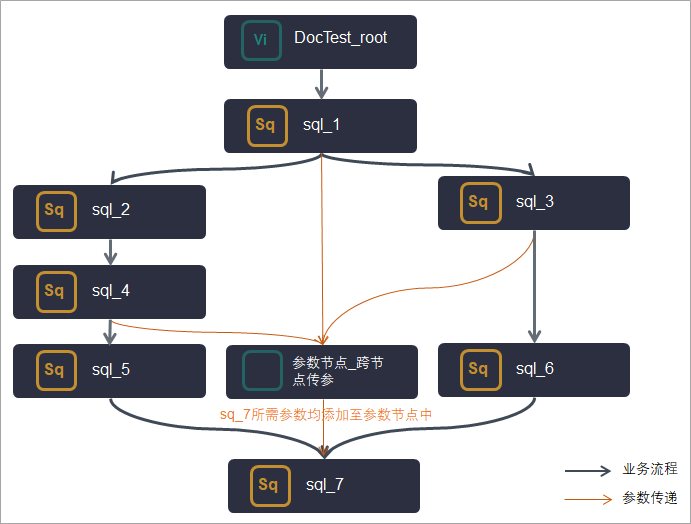 Vi DocTest_root
Sq sql_1
Sq sql_2
Sq sql_3
Sq sql_4
Sq sql_5
参数节点_跨节
点传参
Sq sql_6
sq_7所需参数均添加至参数节点中
Sq sql_7
业务流程
参数传递